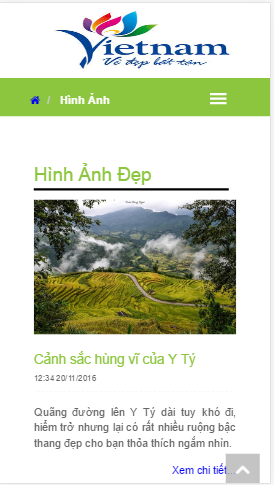 Vietnam
Vẻ đẹp bất tận
/ Hình Ảnh
Hình Ảnh Đẹp
Cảnh sắc hùng vĩ của Y Tý
12:34 20/11/2016
Quãng đường lên Y Tý dài tuy khó đi,
hiểm trở nhưng lại có rất nhiều ruộng bậc
thang đẹp cho bạn thỏa thích ngắm nhìn.
Xem chi tiết...